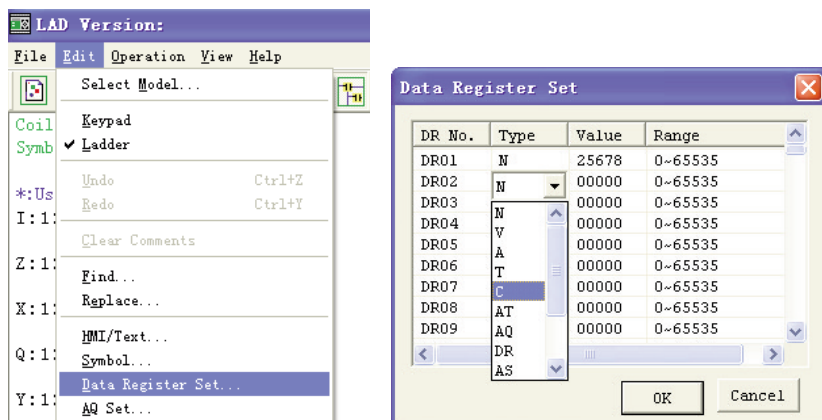 LAD Version:
File Edit Operation View Help
Select Model...
Coil
Keypad
Symb
✔ Ladder
Undo Ctrl+Z
*:Us
Redo Ctrl+Y
I:1
Clear Comments
Z:1
Find...
X:1
Replace...
HMI/Text...
Q:1
Symbol...
Data Register Set...
Y:1
AQ Set...
Data Register Set
DR No. Type Value Range
DR01 N 25678 0~65535
DR02 N 00000 0~65535
DR03 N 00000 0~65535
DR04 V 00000 0~65535
DR05 A 00000 0~65535
DR06 T 00000 0~65535
DR07 C 00000 0~65535
DR08 AT 00000 0~65535
DR09 AQ 00000 0~65535
DR
AS
OK Cancel